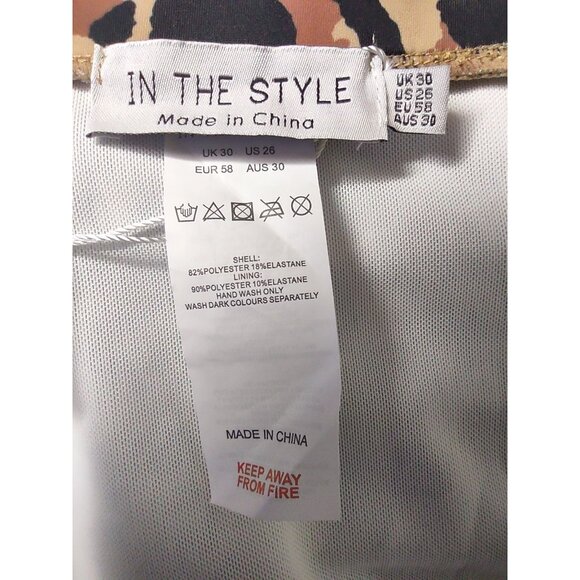 IN THE STYLE
Made in China
UK 30
US 26
EU 58
AUS 30
UK 30 US 26
EUR 58 AUS 30
SHELL:
82%POLYESTER 18%ELASTANE
LINING:
90%POLYESTER 10%ELASTANE
HAND WASH ONLY
WASH DARK COLOURS SEPARATELY
MADE IN CHINA
KEEP AWAY
FROM FIRE